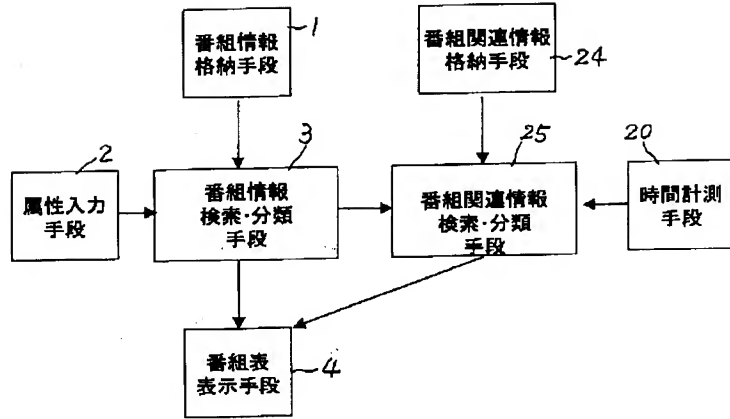 1
番組情報
格納手段
番組関連情報
格納手段
24
2
属性入力
手段
3
番組情報
検索･分類
手段
25
番組関連情報
検索･分類
手段
20
時間計測
手段
番組表
表示手段
4